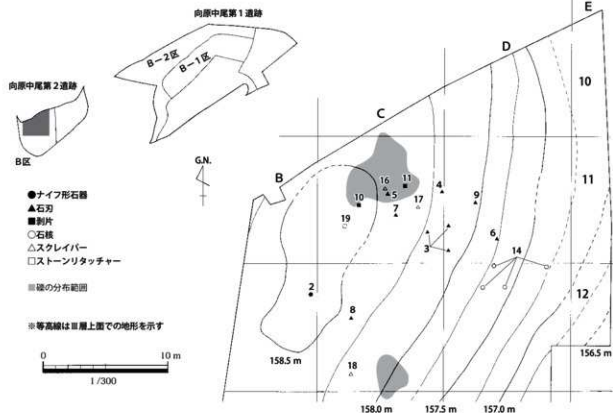 向原中尾第1遺跡
B−2区
B−1区
向原中尾第2遺跡
B区
G.N.
●ナイフ形石器
▲石刃
■剥片
○石核
△スクレイパー
□ストーンリタッチャー
■礫の分布範囲
※等高線はⅢ層上面での地形を示す
0 10 m
1/300
B
C
D
E
10
11
12
16
11
5
10
4
17
7
9
19
3
6
14
2
8
18
158.5 m
158.0 m
157.5 m
157.0 m
156.5 m